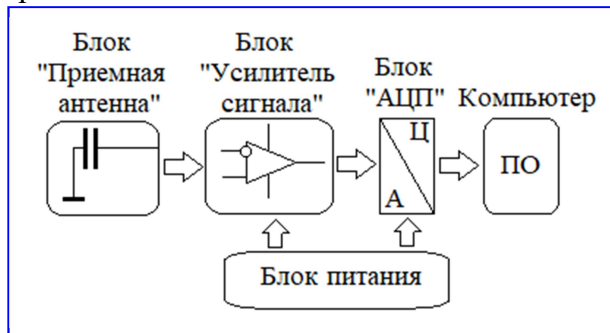 Блок
"Приемная
антенна"
Блок
"Усилитель
сигнала"
Блок
"АЦП"
Компьютер
Ц
А
ПО
Блок питания